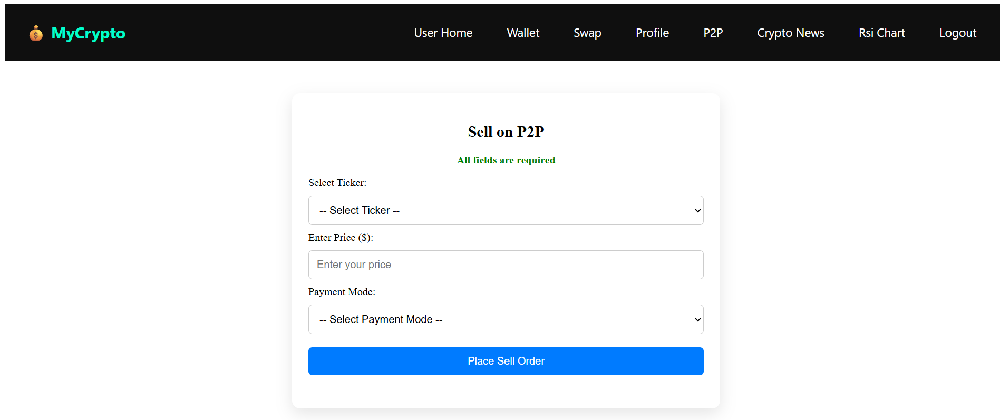 MyCrypto User Home Wallet Swap Profile P2P Crypto News Rsi Chart Logout
Sell on P2P
All fields are required
Select Ticker:
-- Select Ticker --
Enter Price ($):
Enter your price
Payment Mode:
-- Select Payment Mode --
Place Sell Order